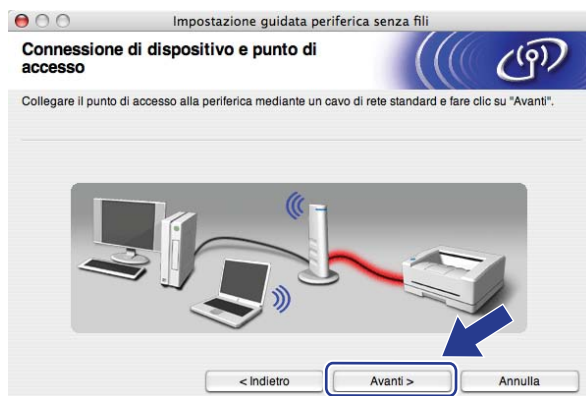 Impostazione guidata periferica senza fili
Connessione di dispositivo e punto di
accesso
Collegare il punto di accesso alla periferica mediante un cavo di rete standard e fare clic su "Avanti".
< Indietro
Avanti >
Annulla